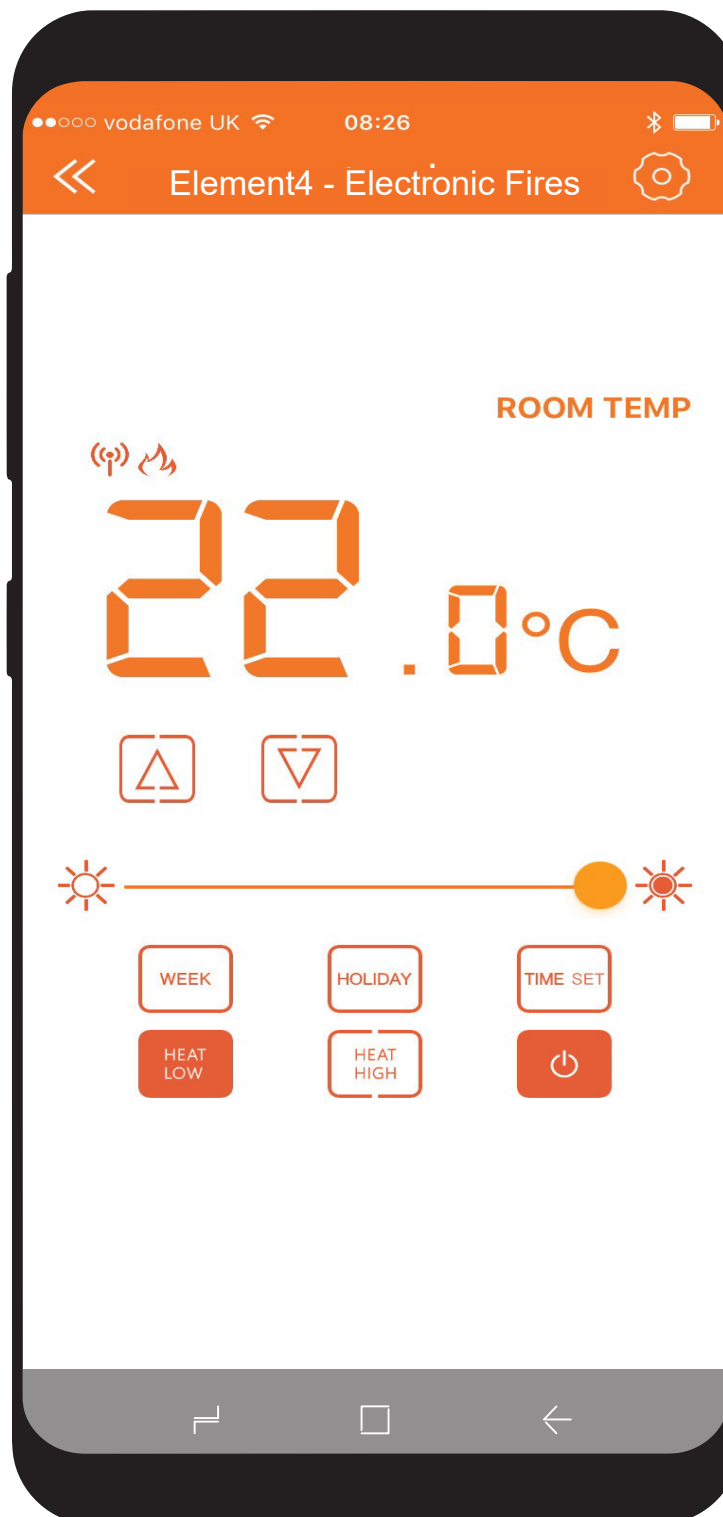 vodafone UK 08:26
Element4 - Electronic Fires
ROOM TEMP
22.0°C
WEEK HOLIDAY TIME SET
HEAT LOW
HEAT HIGH